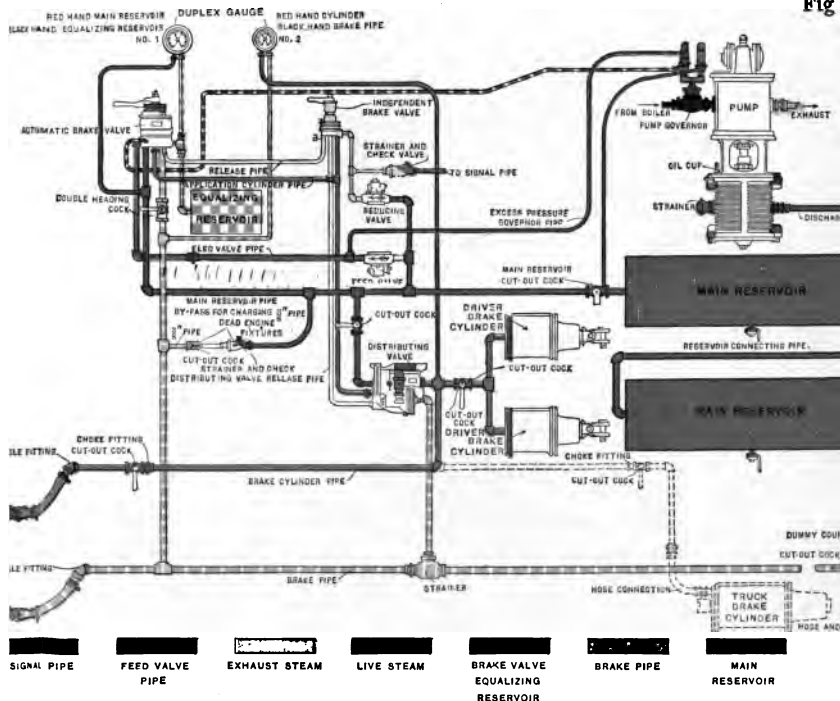 Fig
RED HAND MAIN RESERVOIR
BLACK HAND EQUALIZING RESERVOIR
NO. 1
DUPLEX GAUGE
RED HAND CYLINDER
BLACK HAND BRAKE PIPE
NO. 2
AUTOMATIC BRAKE VALVE
INDEPENDENT
BRAKE VALVE
a
FROM BOILER
PUMP GOVERNOR
PUMP
EXHAUST
RELEASE PIPE
STRAINER AND
CHECK VALVE
TO SIGNAL PIPE
APPLICATION CYLINDER PIPE
OIL CUP
DOUBLE HEADING
COCK
EQUALIZING
RESERVOIR
REDUCING
VALVE
EXCESS PRESSURE
GOVERNOR PIPE
STRAINER
FEED VALVE PIPE
FEED VALVE
MAIN RESERVOIR
CUT-OUT COCK
MAIN RESERVOIR
MAIN RESERVOIR PIPE
BY-PASS FOR CHARGING
DEAD ENGINE
FIXTURES
CUT-OUT COCK
DRIVER
BRAKE
CYLINDER
PIPE
DISTRIBUTING
VALVE
RESERVOIR CONNECTING PIPE
CUT-OUT COCK
STRAINER AND CHECK
DISTRIBUTING VALVE RELEASE PIPE
CUT-OUT COCK
CUT-OUT
COCK
DRIVER
BRAKE
CYLINDER
MAIN RESERVOIR
CHOKE FITTING
CUT-OUT COCK
FITTING
BRAKE CYLINDER PIPE
CHOKE FITTING
CUT-OUT COCK
DUMMY
CUT-OUT COCK
FITTING
BRAKE PIPE
STRAINER
HOSE CONNECTION
TRUCK
BRAKE
CYLINDER
HOSE AND
SIGNAL PIPE
FEED VALVE
PIPE
EXHAUST STEAM
LIVE STEAM
BRAKE VALVE
EQUALIZING
RESERVOIR
BRAKE PIPE
MAIN
RESERVOIR